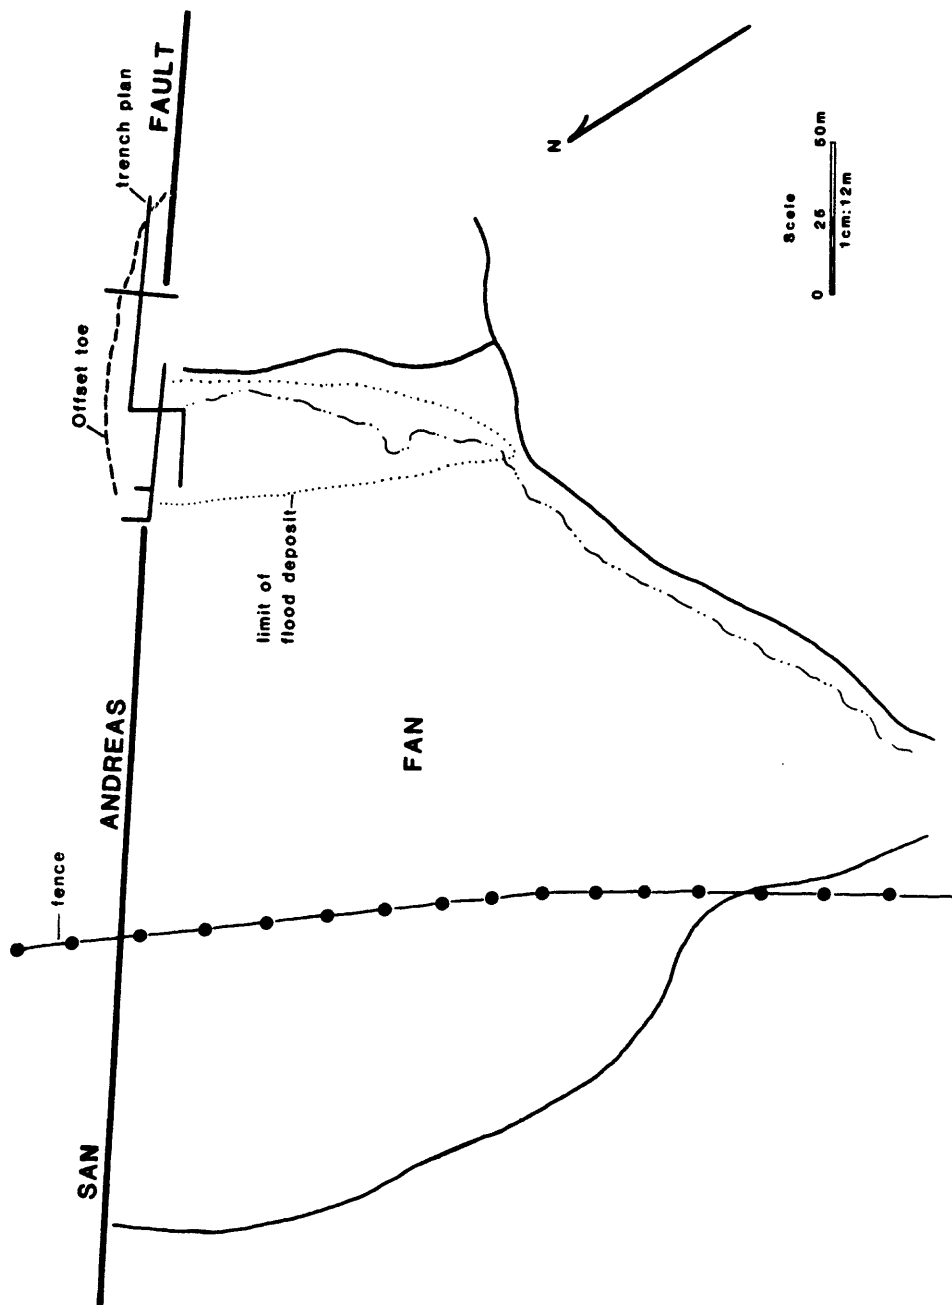 SAN ANDREAS FAULT
trench plan
Offset toe
fence
limit of
flood deposit
FAN
N
Scale
0 25 50m
1cm:12m